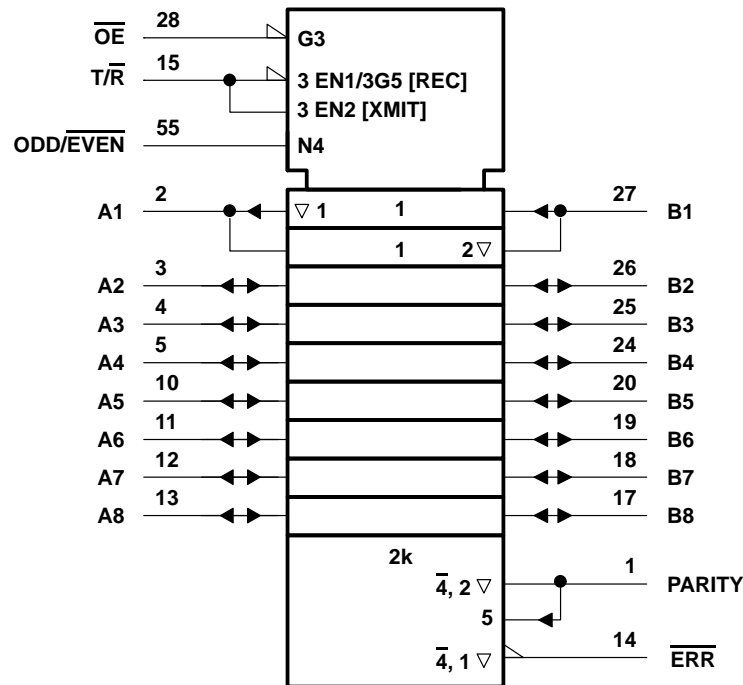 O̅E̅ 28 G3
T/R̅ 15 3 EN1/3G5 [REC]
3 EN2 [XMIT]
ODD/E̅V̅E̅N̅ 55 N4
A1 2 ▽ 1 1 27 B1
1 2 ▽
A2 3 26 B2
A3 4 25 B3
A4 5 24 B4
A5 10 20 B5
A6 11 19 B6
A7 12 18 B7
A8 13 17 B8
2k
4̅, 2 ▽ 1 PARITY
5
4̅, 1 ▽ 14 E̅R̅R̅